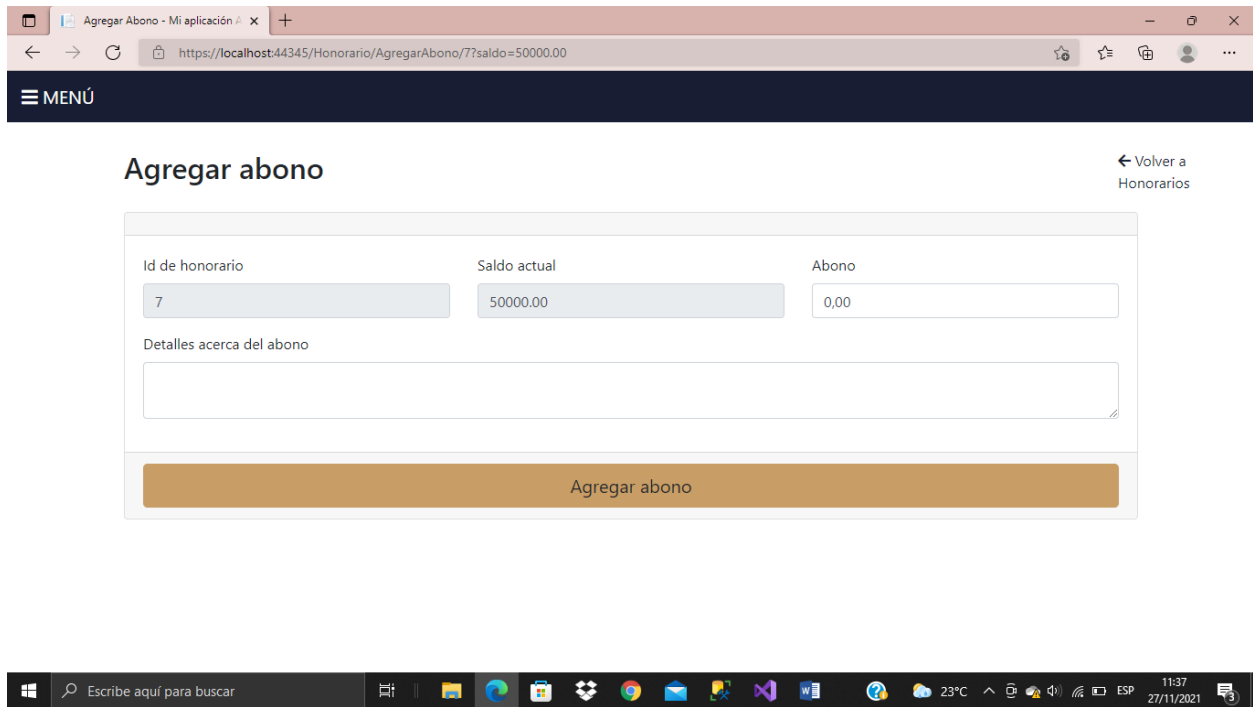 Agregar Abono - Mi aplicación A
https://localhost:44345/Honorario/AgregarAbono/7?saldo=50000.00
MENÚ
Agregar abono
Volver a
Honorarios
Id de honorario
Saldo actual
Abono
7
50000.00
0,00
Detalles acerca del abono
Agregar abono
Escribe aquí para buscar
23°C
ESP
11:37
27/11/2021
3